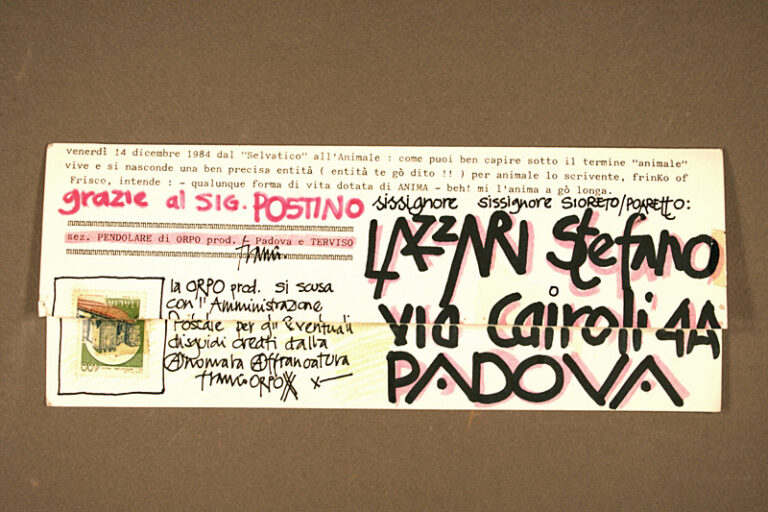 venerdì 14 dicembre 1984 dal "Selvatico" all'Animale : come puoi ben capire sotto il termine "animale"
vive e si nasconde una ben precisa entità ( entità te gò dito !! ) per animale lo scrivente, frinKo of
Frisco, intende : - qualunque forma di vita dotata di ANIMA - beh! mi l'anima a gò longa.
grazie al SIG. POSTINO
sissignore sissignore SIORETO/POARETTO:
sez. PENDOLARE di ORPO prod. Padova e TERVISO
LAZZARI Stefano
via Cairoli 4A
PADOVA
la ORPO prod. si scusa
con l'Amministrazione
Postale per gli Eventuali
disguidi creati dalla
Anomala Affrancatura
ORPO